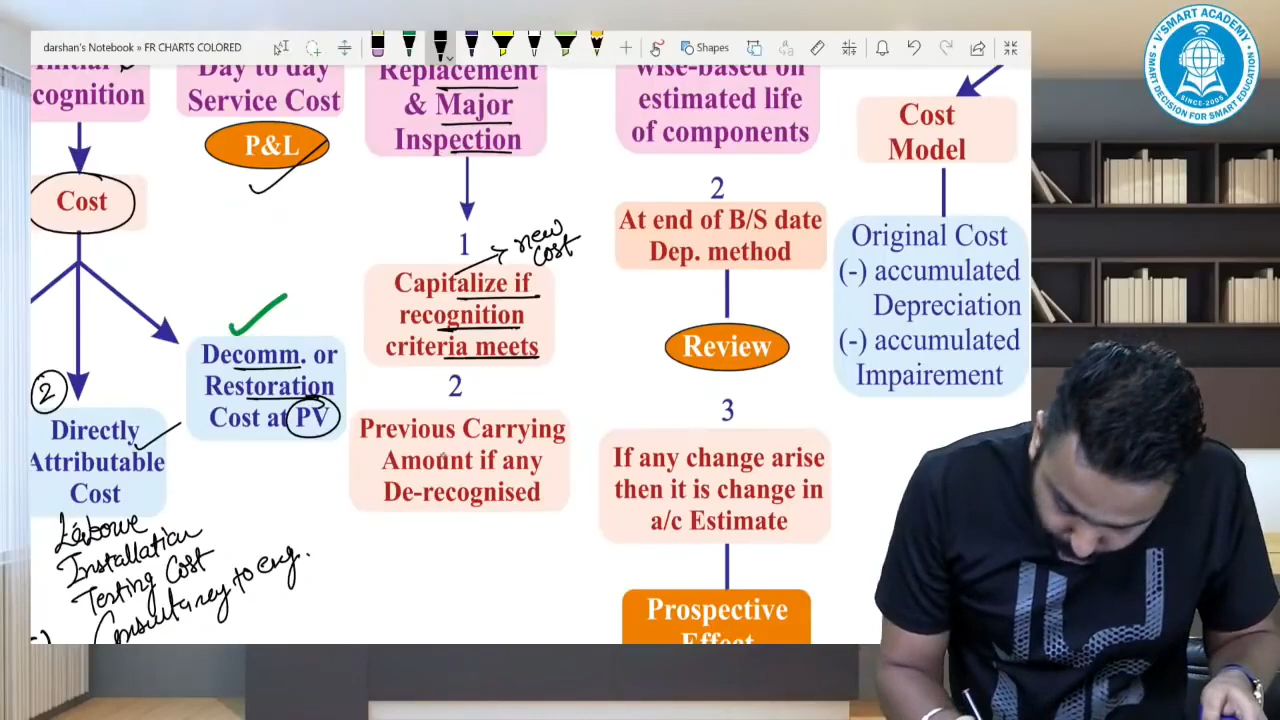 darshan's Notebook » FR CHARTS COLORED
Shapes
V'SMART ACADEMY
SMART DECISION FOR SMART EDUCATION
SINCE-2005
cognition
Cost
2
Directly
Attributable
Cost
Labour
Installation
Testing Cost
Consultancy to eng.
Day to day
Service Cost
P&L
Decomm. or
Restoration
Cost at PV
Replacement
& Major
Inspection
1
new
cost
Capitalize if
recognition
criteria meets
2
Previous Carrying
Amount if any
De-recognised
wise-based on
estimated life
of components
2
At end of B/S date
Dep. method
Review
3
If any change arise
then it is change in
a/c Estimate
Prospective
Effect
Cost
Model
Original Cost
(-) accumulated
Depreciation
(-) accumulated
Impairement